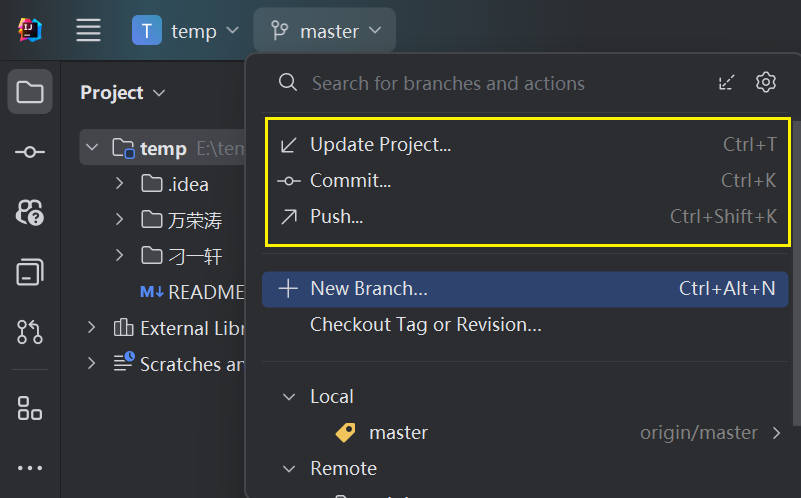 T temp master
Project
Search for branches and actions
Update Project... Ctrl+T
temp E:\tem
Commit... Ctrl+K
.idea
Push... Ctrl+Shift+K
万荣涛
刁一轩
New Branch... Ctrl+Alt+N
README
Checkout Tag or Revision...
External Libr
Scratches an
Local
master origin/master
Remote